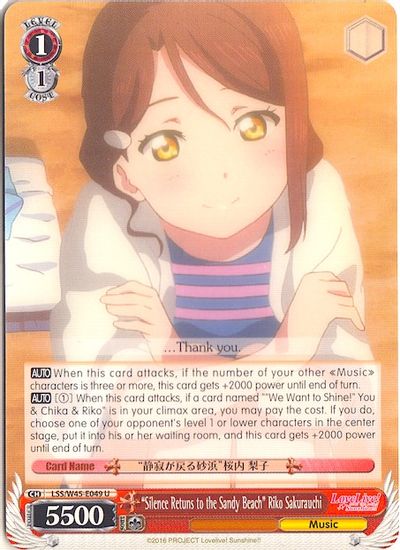 LEVEL
1
1
COST
…Thank you.
AUTO When this card attacks, if the number of your other «Music»
characters is three or more, this card gets +2000 power until end of turn.
AUTO [①] When this card attacks, if a card named ""We Want to Shine!" You
& Chika & Riko" is in your climax area, you may pay the cost. If you do, choose
one of your opponent's level 1 or lower characters in the center
stage, put it into his or her waiting room, and this card gets +2000 power
until end of turn.
Card Name "静寂が戻る砂浜"桜内 梨子
CH LSS/W45-E049 U
"Silence Retuns to the Sandy Beach" Riko Sakurauchi
LoveLive!
Sunshine!!
5500
Music
©2016 PROJECT Lovelive! Sunshine!!